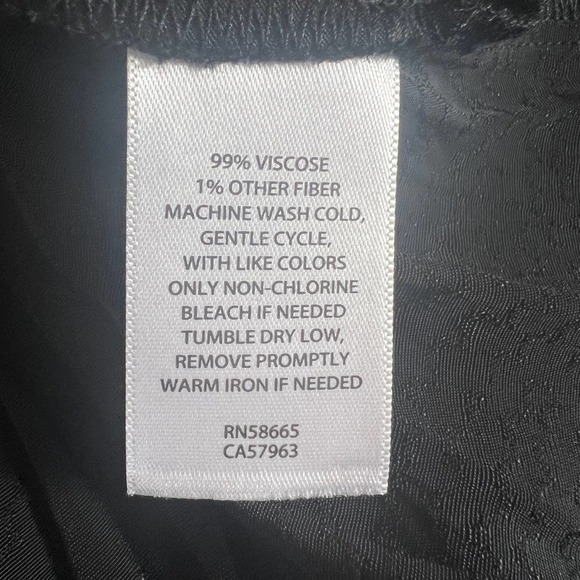 99% VISCOSE
1% OTHER FIBER
MACHINE WASH COLD,
GENTLE CYCLE,
WITH LIKE COLORS
ONLY NON-CHLORINE
BLEACH IF NEEDED
TUMBLE DRY LOW,
REMOVE PROMPTLY
WARM IRON IF NEEDED
RN58665
CA57963